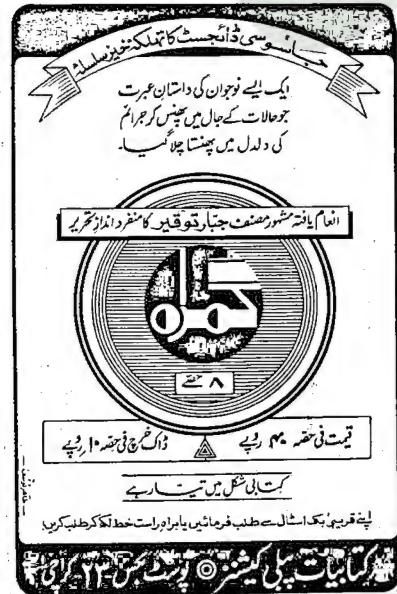 جاسوسی ڈائجسٹ کا تہلکہ خیز سلسلہ
ایک ایسے نوجوان کی داستانِ عبرت
جو حالات کے جال میں پھنس کر جرائم
کی دلدل میں پھنستا چلا گیا۔
انعام یافتہ مشہور مصنف جبار توقیر کا منفرد اندازِ تحریر
۸ حصے
قیمت فی حصہ ۴۰ روپے
ڈاک خرچ فی حصہ ۱۰ روپے
کتابی شکل میں تیار ہے
اپنے قریبی بک اسٹال سے طلب فرمائیں یا براہ راست خط لکھ کر طلب کریں
کتابیات پبلی کیشنز پوسٹ بکس ۲۳ کراچی